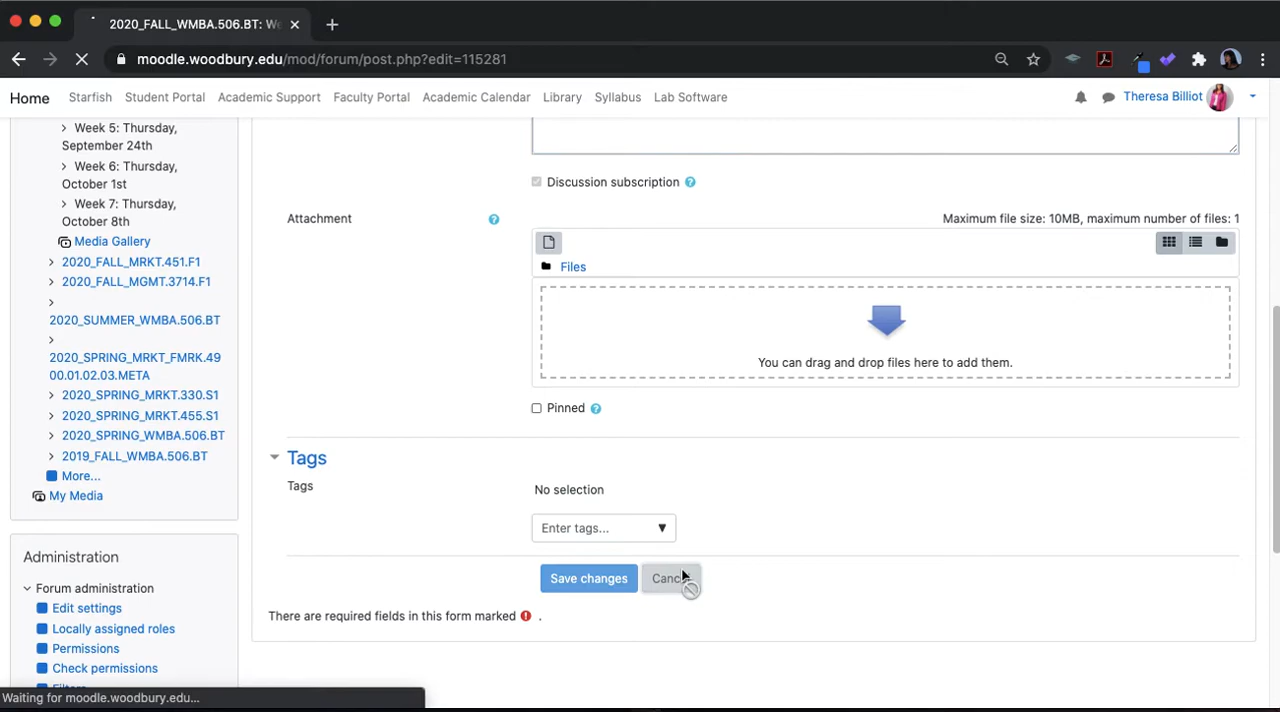 2020_FALL_WMBA.506.BT: W
moodle.woodbury.edu/mod/forum/post.php?edit=115281
Home Starfish Student Portal Academic Support Faculty Portal Academic Calendar Library Syllabus Lab Software Theresa Billiot
Week 5: Thursday,
September 24th
Week 6: Thursday,
October 1st
Week 7: Thursday,
October 8th
Media Gallery
2020_FALL_MRKT.451.F1
2020_FALL_MGMT.3714.F1
2020_SUMMER_WMBA.506.BT
2020_SPRING_MRKT_FMRK.49
00.01.02.03.META
2020_SPRING_MRKT.330.S1
2020_SPRING_MRKT.455.S1
2020_SPRING_WMBA.506.BT
2019_FALL_WMBA.506.BT
More...
My Media
Administration
Forum administration
Edit settings
Locally assigned roles
Permissions
Check permissions
Discussion subscription
Attachment
Maximum file size: 10MB, maximum number of files: 1
Files
You can drag and drop files here to add them.
Pinned
Tags
Tags
No selection
Enter tags...
Save changes
There are required fields in this form marked .
Waiting for moodle.woodbury.edu...